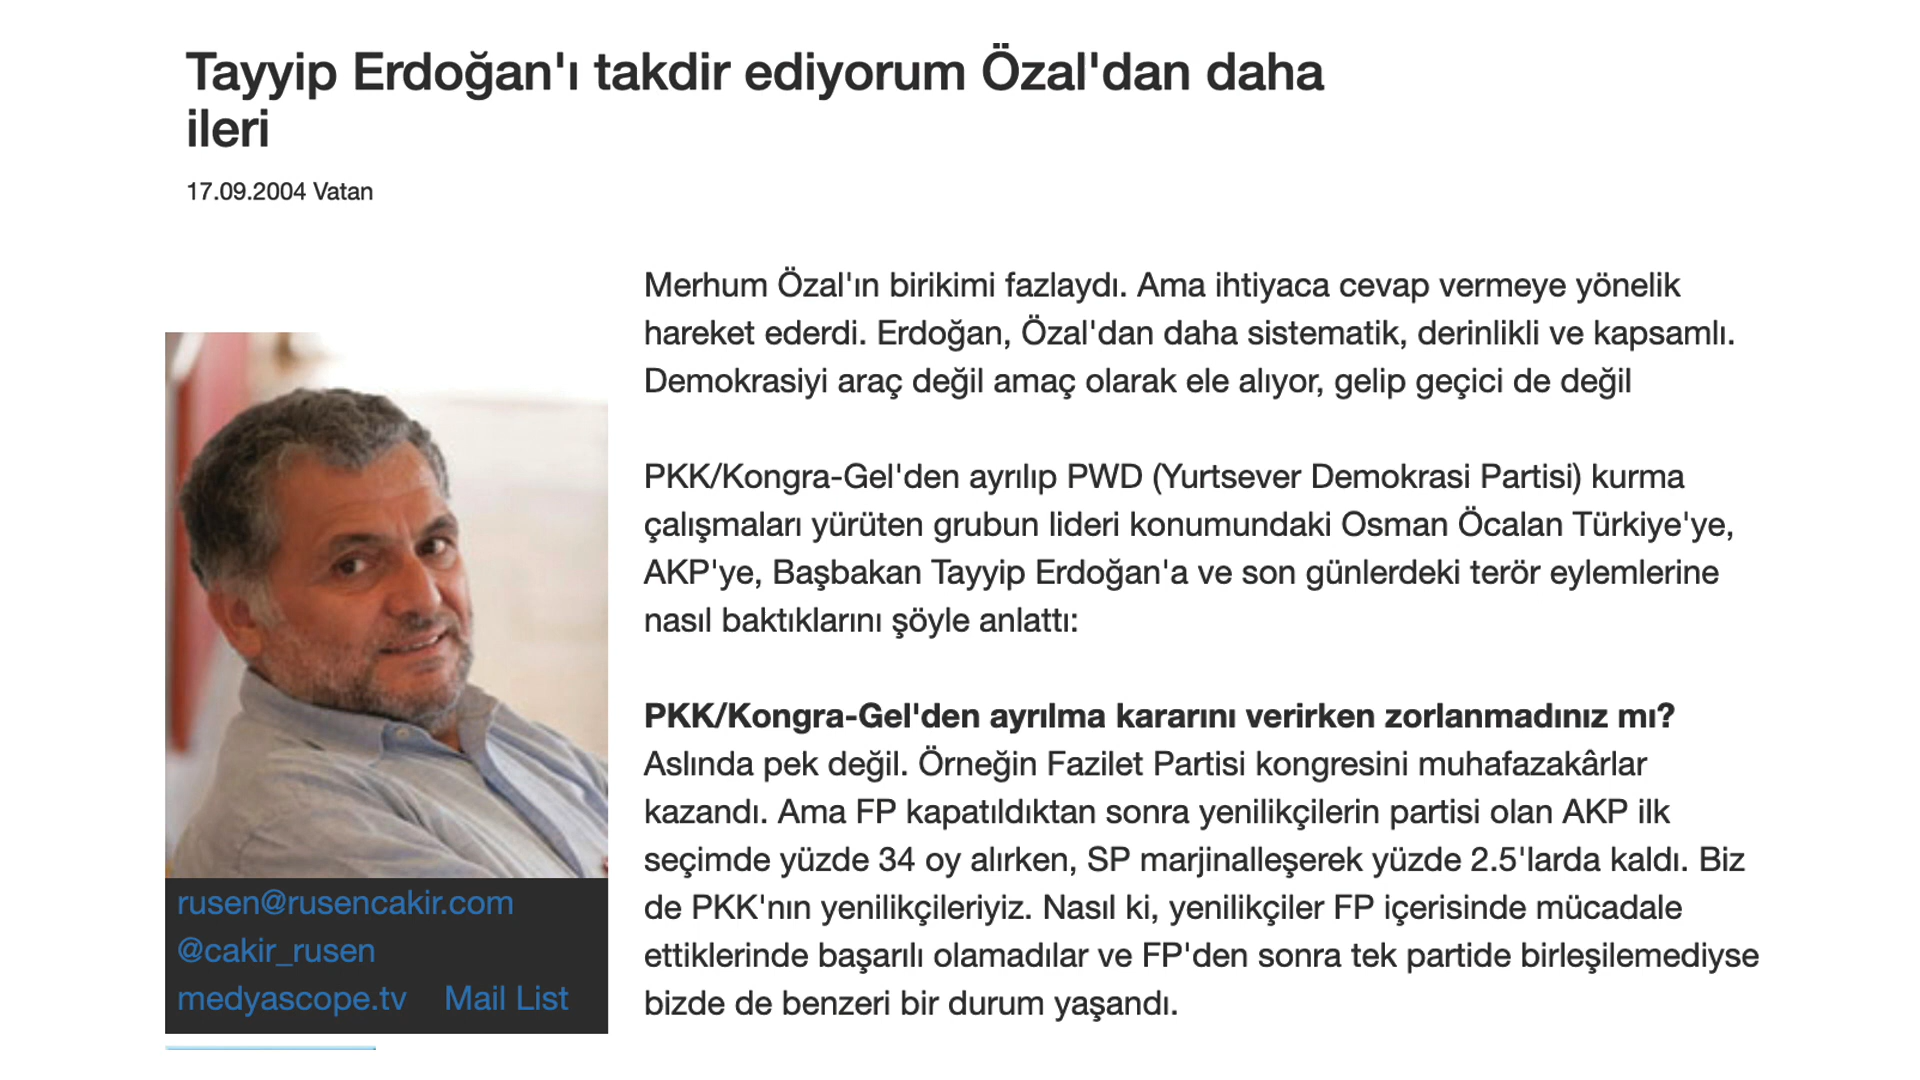 Tayyip Erdoğan'ı takdir ediyorum Özal'dan daha
ileri
17.09.2004 Vatan
Merhum Özal'ın birikimi fazlaydı. Ama ihtiyaca cevap vermeye yönelik
hareket ederdi. Erdoğan, Özal'dan daha sistematik, derinlikli ve kapsamlı.
Demokrasiyi araç değil amaç olarak ele alıyor, gelip geçici de değil
PKK/Kongra-Gel'den ayrılıp PWD (Yurtsever Demokrasi Partisi) kurma
çalışmaları yürüten grubun lideri konumundaki Osman Öcalan Türkiye'ye,
AKP'ye, Başbakan Tayyip Erdoğan'a ve son günlerdeki terör eylemlerine
nasıl baktıklarını şöyle anlattı:
PKK/Kongra-Gel'den ayrılma kararını verirken zorlanmadınız mı?
Aslında pek değil. Örneğin Fazilet Partisi kongresini muhafazakârlar
kazandı. Ama FP kapatıldıktan sonra yenilikçilerin partisi olan AKP ilk
seçimde yüzde 34 oy alırken, SP marjinalleşerek yüzde 2.5'larda kaldı. Biz
de PKK'nın yenilikçileriyiz. Nasıl ki, yenilikçiler FP içerisinde mücadale
ettiklerinde başarılı olamadılar ve FP'den sonra tek partide birleşilemediyse
bizde de benzeri bir durum yaşandı.
rusen@rusencakir.com
@cakir_rusen
medyascope.tv Mail List